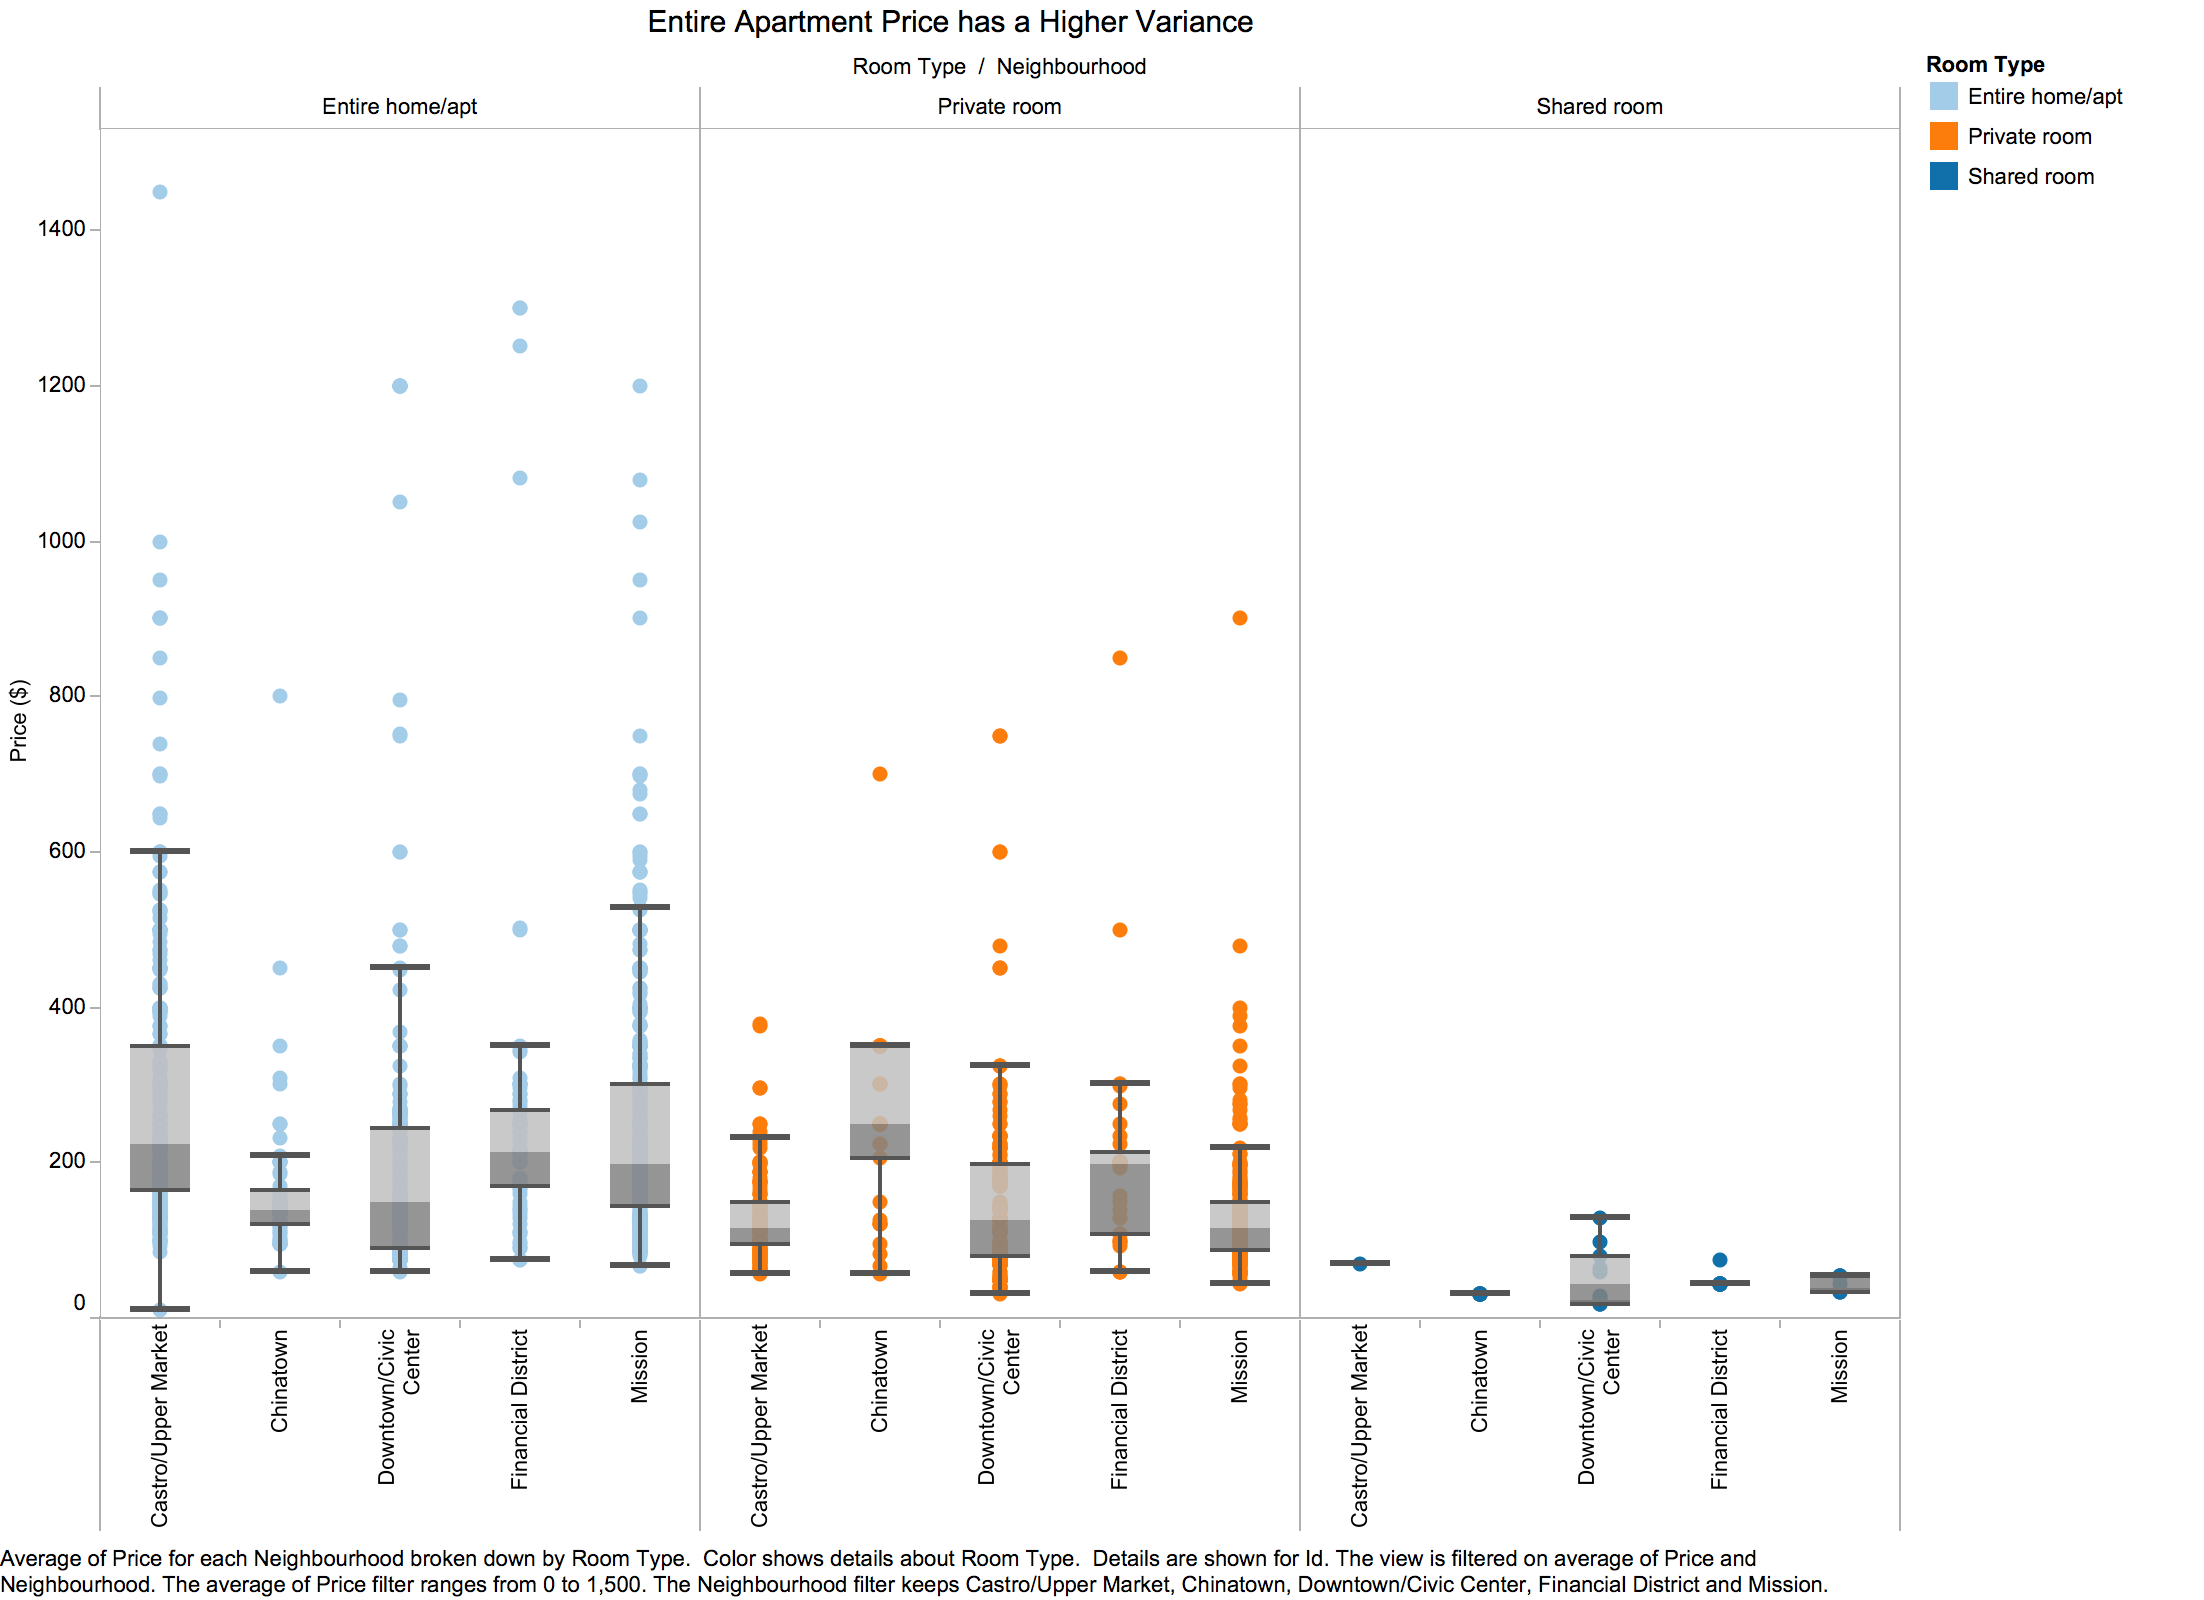 Entire Apartment Price has a Higher Variance
Room Type / Neighbourhood
Entire home/apt
Private room
Shared room
Room Type
Entire home/apt
Private room
Shared room
Price ($)
1400
1200
1000
800
600
400
200
0
Castro/Upper Market
Chinatown
Downtown/Civic
Center
Financial District
Mission
Castro/Upper Market
Chinatown
Downtown/Civic
Center
Financial District
Mission
Castro/Upper Market
Chinatown
Downtown/Civic
Center
Financial District
Mission
Average of Price for each Neighbourhood broken down by Room Type.  Color shows details about Room Type.  Details are shown for Id. The view is filtered on average of Price and
Neighbourhood. The average of Price filter ranges from 0 to 1,500. The Neighbourhood filter keeps Castro/Upper Market, Chinatown, Downtown/Civic Center, Financial District and Mission.